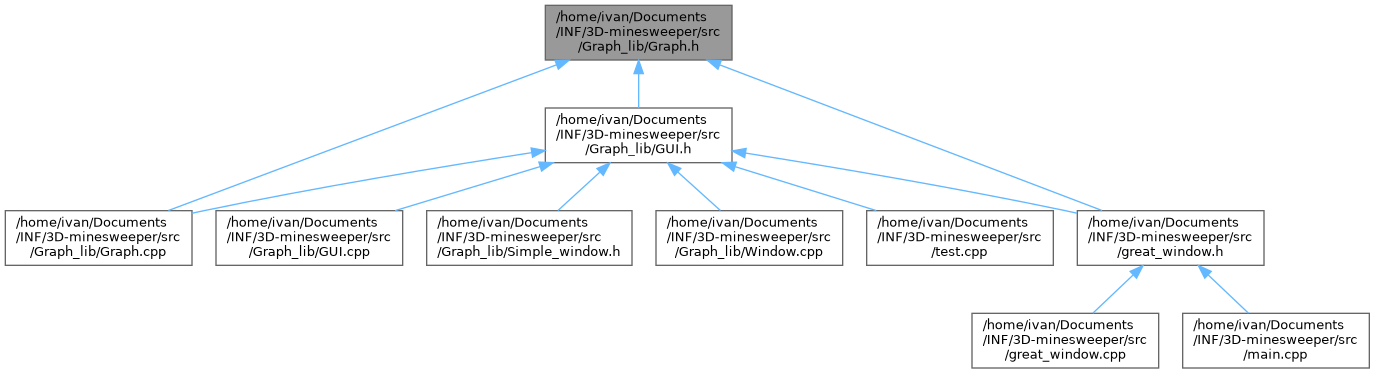 /home/ivan/Documents
/INF/3D-minesweeper/src
/Graph_lib/Graph.h
/home/ivan/Documents
/INF/3D-minesweeper/src
/Graph_lib/GUI.h
/home/ivan/Documents
/INF/3D-minesweeper/src
/Graph_lib/Graph.cpp
/home/ivan/Documents
/INF/3D-minesweeper/src
/Graph_lib/GUI.cpp
/home/ivan/Documents
/INF/3D-minesweeper/src
/Graph_lib/Simple_window.h
/home/ivan/Documents
/INF/3D-minesweeper/src
/Graph_lib/Window.cpp
/home/ivan/Documents
/INF/3D-minesweeper/src
/test.cpp
/home/ivan/Documents
/INF/3D-minesweeper/src
/great_window.h
/home/ivan/Documents
/INF/3D-minesweeper/src
/great_window.cpp
/home/ivan/Documents
/INF/3D-minesweeper/src
/main.cpp